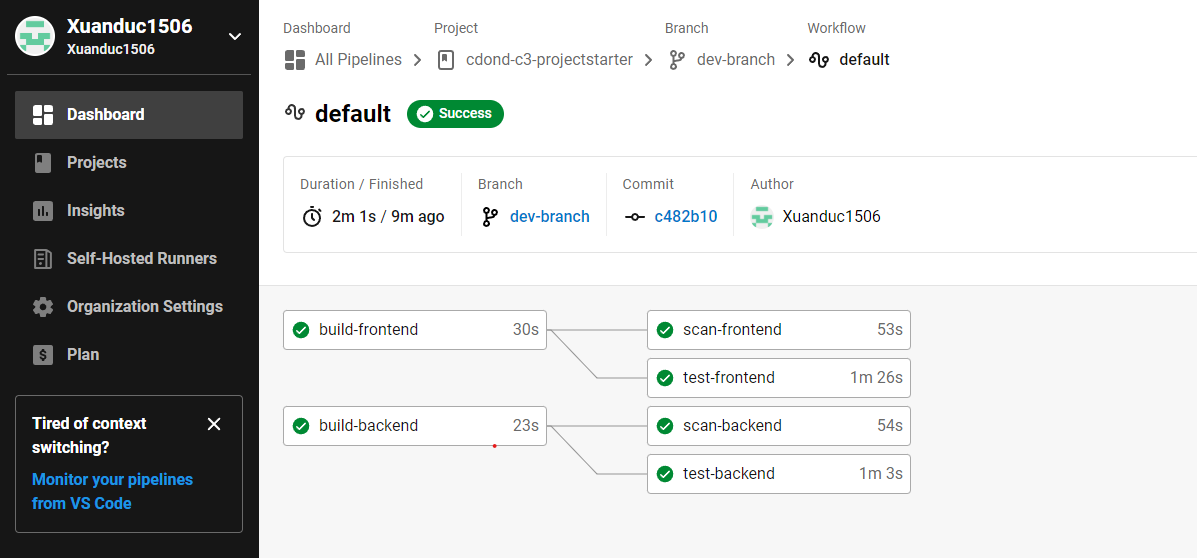 Xuanduc1506
Xuanduc1506
Dashboard
Projects
Insights
Self-Hosted Runners
Organization Settings
Plan
Tired of context
switching?
Monitor your pipelines
from VS Code
Dashboard Project Branch Workflow
All Pipelines cdond-c3-projectstarter dev-branch default
default Success
Duration / Finished Branch Commit Author
2m 1s / 9m ago dev-branch c482b10 Xuanduc1506
build-frontend 30s scan-frontend 53s
test-frontend 1m 26s
build-backend 23s scan-backend 54s
test-backend 1m 3s